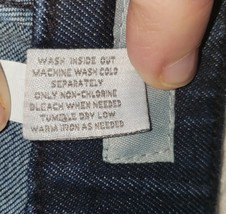 WASH INSIDE OUT
MACHINE WASH COLD
SEPARATELY
ONLY NON-CHLORINE
BLEACH WHEN NEEDED
TUMBLE DRY LOW
WARM IRON AS NEEDED